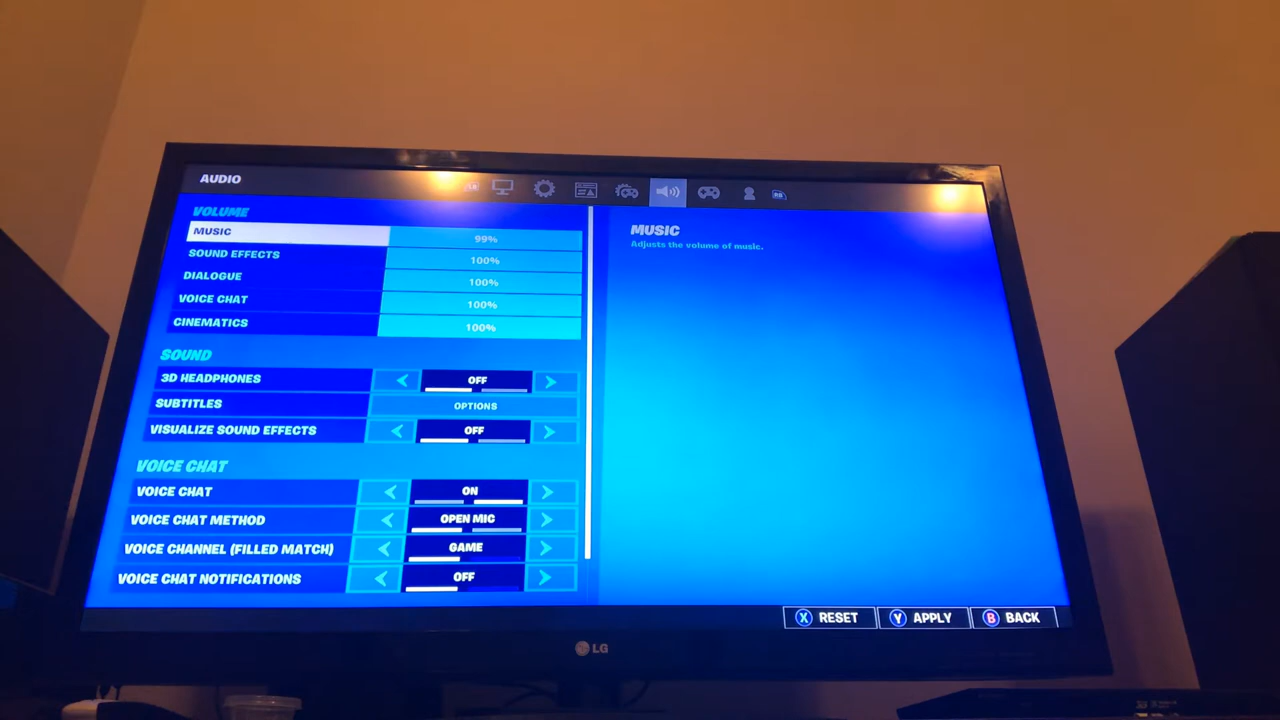 AUDIO
LB
RB
VOLUME
MUSIC 99%
SOUND EFFECTS 100%
DIALOGUE 100%
VOICE CHAT 100%
CINEMATICS 100%
SOUND
3D HEADPHONES OFF
SUBTITLES OPTIONS
VISUALIZE SOUND EFFECTS OFF
VOICE CHAT
VOICE CHAT ON
VOICE CHAT METHOD OPEN MIC
VOICE CHANNEL (FILLED MATCH) GAME
VOICE CHAT NOTIFICATIONS OFF
MUSIC
Adjusts the volume of music.
X RESET Y APPLY B BACK
LG